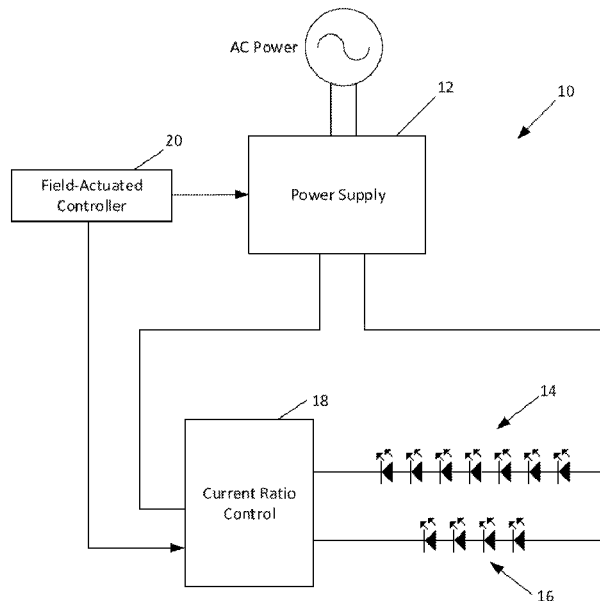 AC Power
12
10
20
Field-Actuated
Controller
Power Supply
18
14
Current Ratio
Control
16